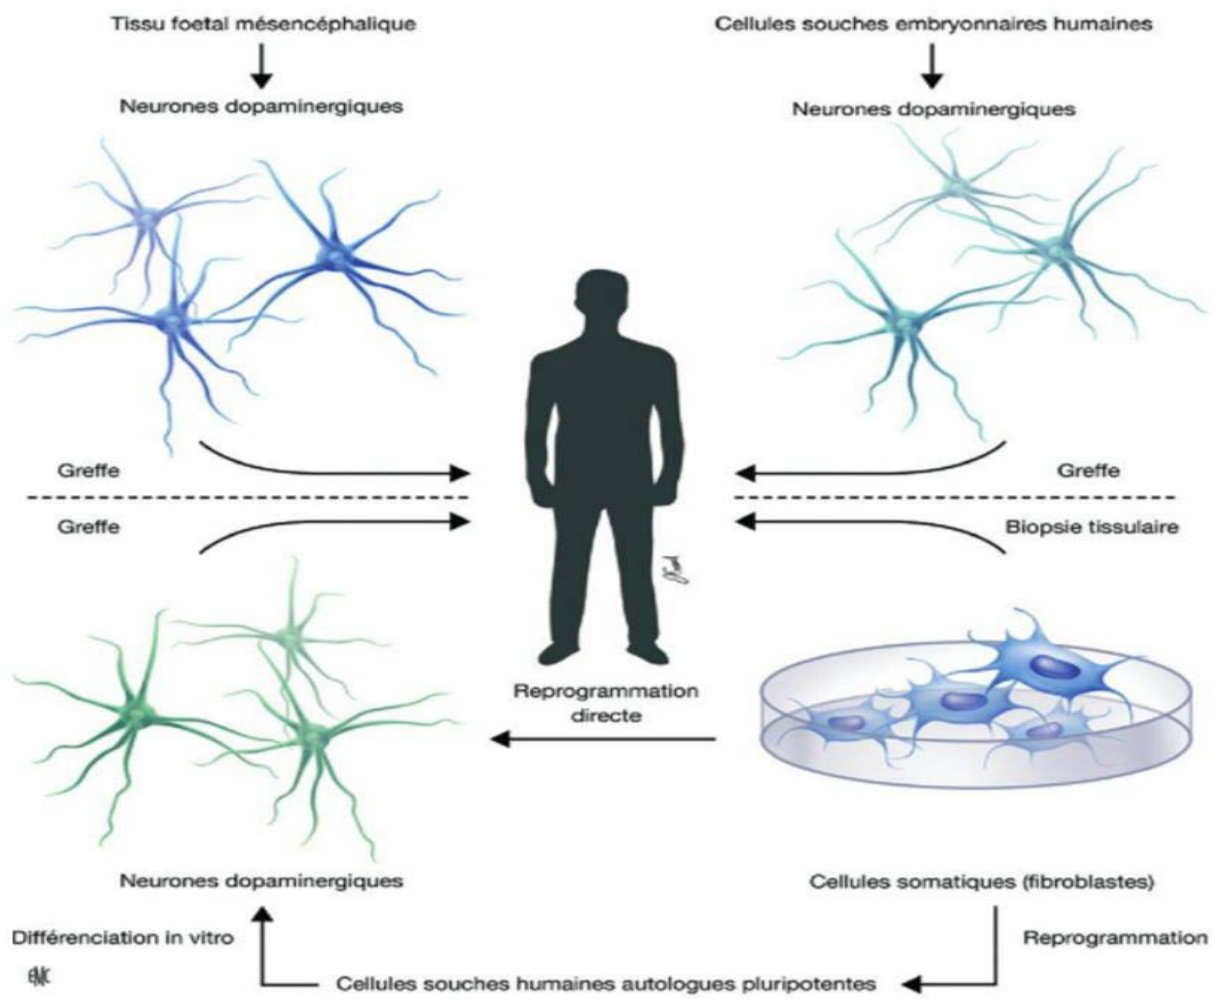 Tissu foetal mésencéphalique
Cellules souches embryonnaires humaines
Neurones dopaminergiques
Neurones dopaminergiques
Greffe
Greffe
Greffe
Biopsie tissulaire
Reprogrammation
directe
Neurones dopaminergiques
Cellules somatiques (fibroblastes)
Différenciation in vitro
Reprogrammation
Cellules souches humaines autologues pluripotentes